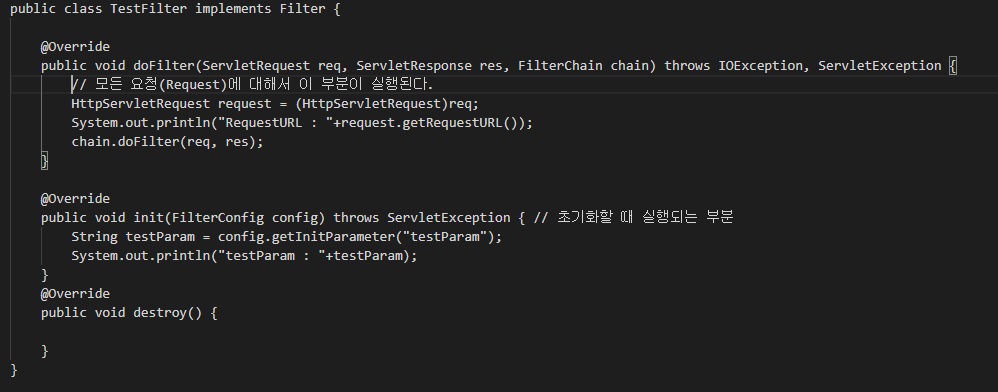 public class TestFilter implements Filter {
@Override
public void doFilter(ServletRequest req, ServletResponse res, FilterChain chain) throws IOException, ServletException {
// 모든 요청(Request)에 대해서 이 부분이 실행된다.
HttpServletRequest request = (HttpServletRequest)req;
System.out.println("RequestURL : "+request.getRequestURL());
chain.doFilter(req, res);
}
@Override
public void init(FilterConfig config) throws ServletException { // 초기화할 때 실행되는 부분
String testParam = config.getInitParameter("testParam");
System.out.println("testParam : "+testParam);
}
@Override
public void destroy() {
}
}